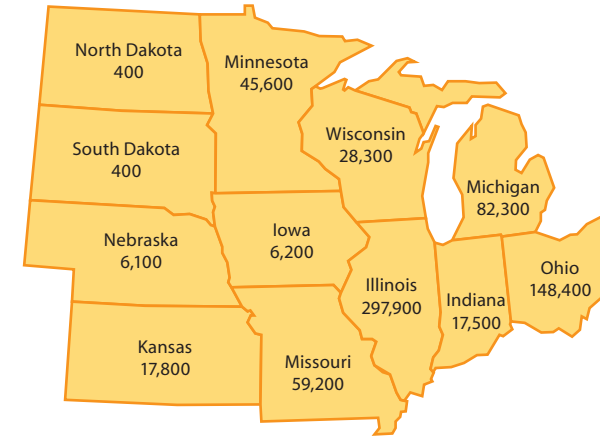 North Dakota
400
Minnesota
45,600
South Dakota
400
Wisconsin
28,300
Michigan
82,300
Nebraska
6,100
Iowa
6,200
Illinois
297,900
Indiana
17,500
Ohio
148,400
Kansas
17,800
Missouri
59,200